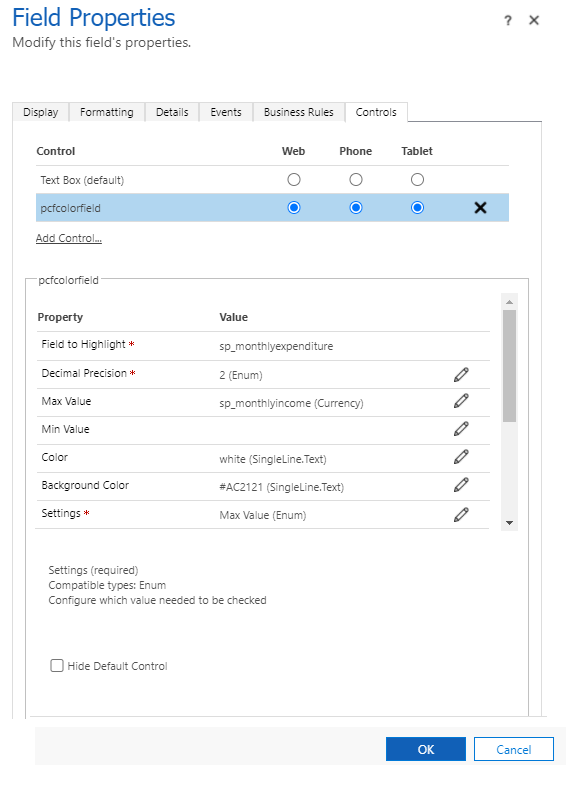 Field Properties
? ×
Modify this field's properties.
Display Formatting Details Events Business Rules Controls
Control Web Phone Tablet
Text Box (default)
pcfcolorfield
Add Control...
pcfcolorfield
Property Value
Field to Highlight * sp_monthlyexpenditure
Decimal Precision * 2 (Enum)
Max Value sp_monthlyincome (Currency)
Min Value
Color white (SingleLine.Text)
Background Color #AC2121 (SingleLine.Text)
Settings * Max Value (Enum)
Settings (required)
Compatible types: Enum
Configure which value needed to be checked
Hide Default Control
OK Cancel